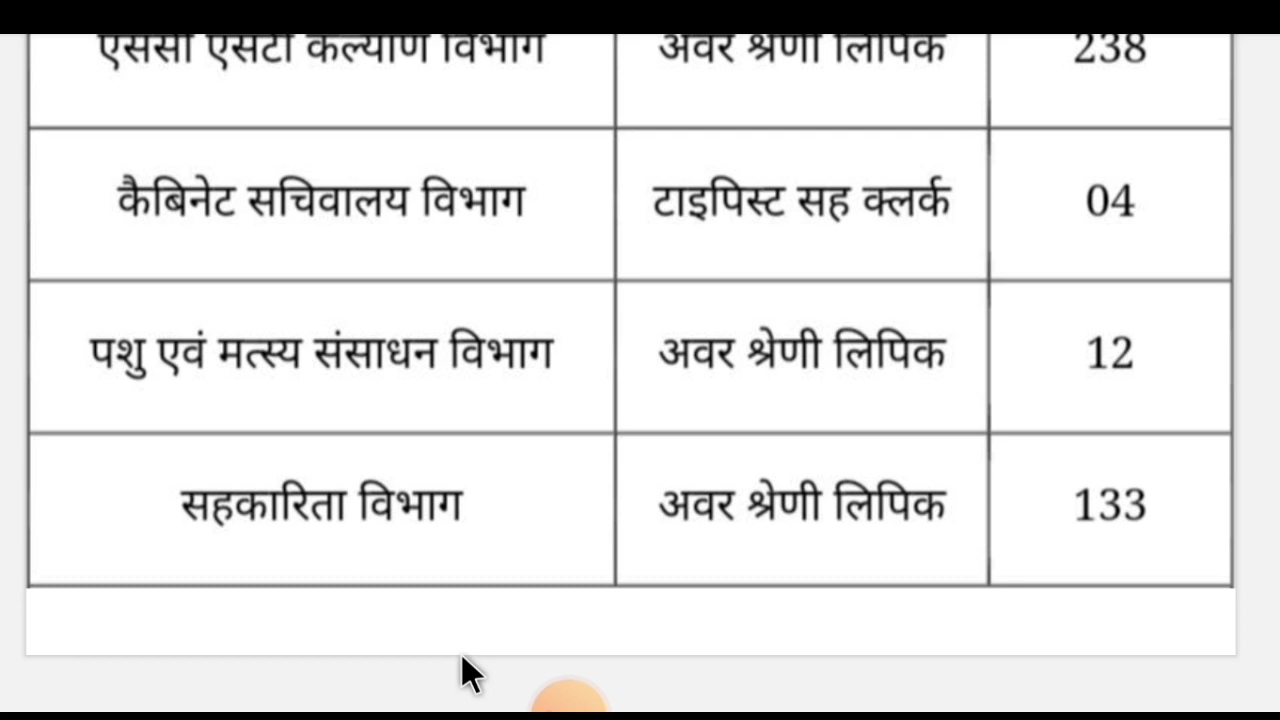 एससी एसटी कल्याण विभाग अवर श्रेणी लिपिक 238
कैबिनेट सचिवालय विभाग टाइपिस्ट सह क्लर्क 04
पशु एवं मत्स्य संसाधन विभाग अवर श्रेणी लिपिक 12
सहकारिता विभाग अवर श्रेणी लिपिक 133